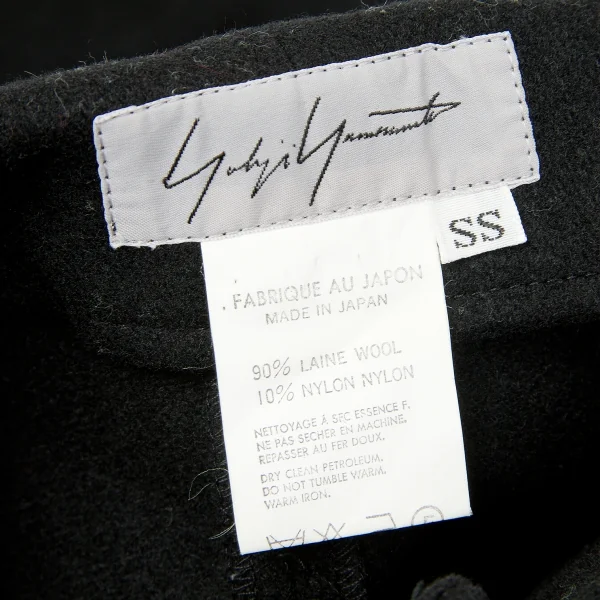 Yohji Yamamoto
SS
FABRIQUE AU JAPON
MADE IN JAPAN
90% LAINE WOOL
10% NYLON NYLON
NETTOYAGE À SEC ESSENCE F.
NE PAS SECHER EN MACHINE.
REPASSER AU FER DOUX.
DRY CLEAN PETROLEUM.
DO NOT TUMBLE WARM.
WARM IRON.